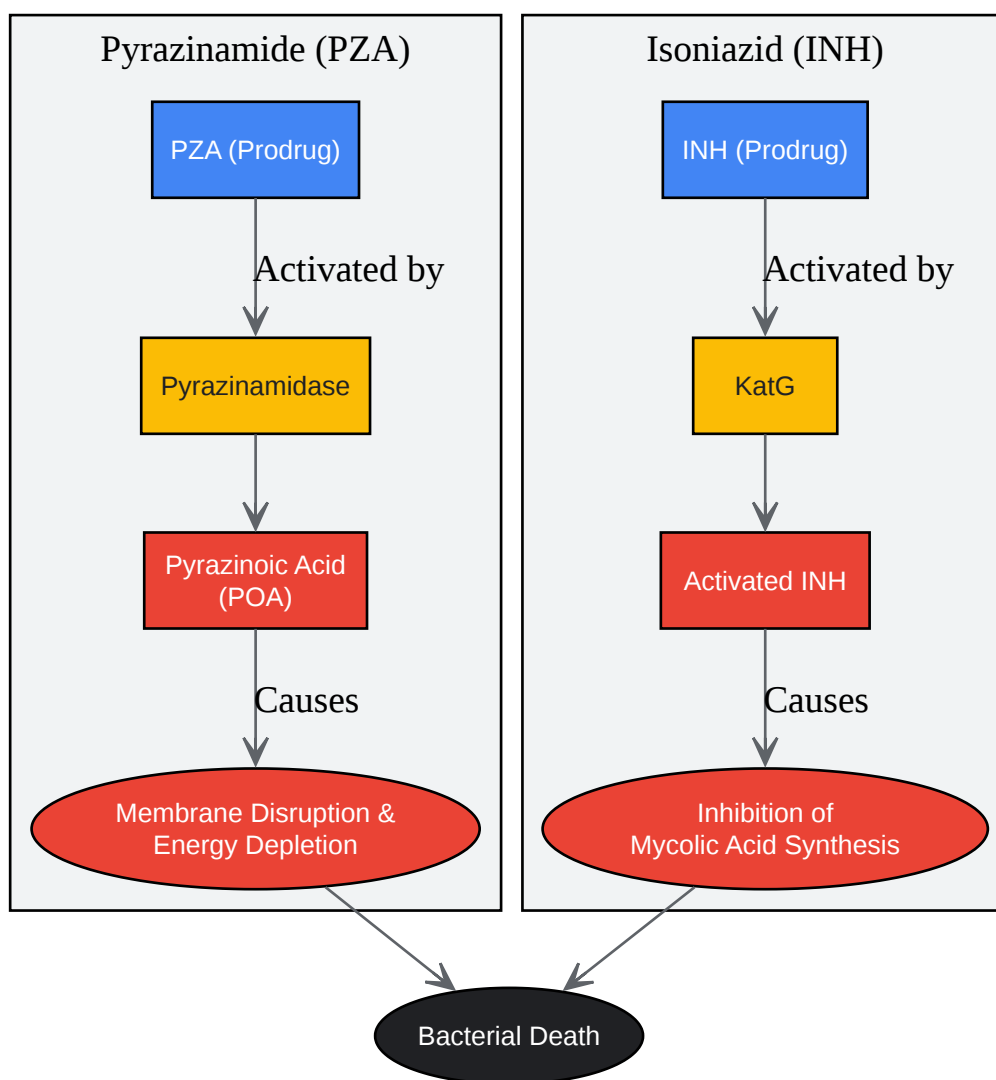 Pyrazinamide (PZA)
PZA (Prodrug)
Activated by
Pyrazinamidase
Pyrazinoic Acid
(POA)
Causes
Membrane Disruption &
Energy Depletion
Isoniazid (INH)
INH (Prodrug)
Activated by
KatG
Activated INH
Causes
Inhibition of
Mycolic Acid Synthesis
Bacterial Death